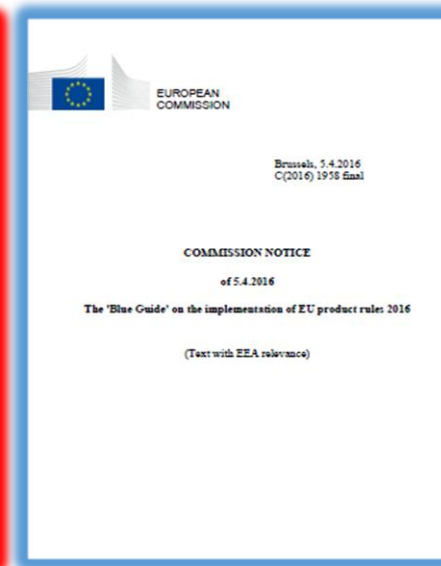 EUROPEAN
COMMISSION
Brussels, 5.4.2016
C(2016) 1958 final
COMMISSION NOTICE
of 5.4.2016
The 'Blue Guide' on the implementation of EU product rules 2016
(Text with EEA relevance)